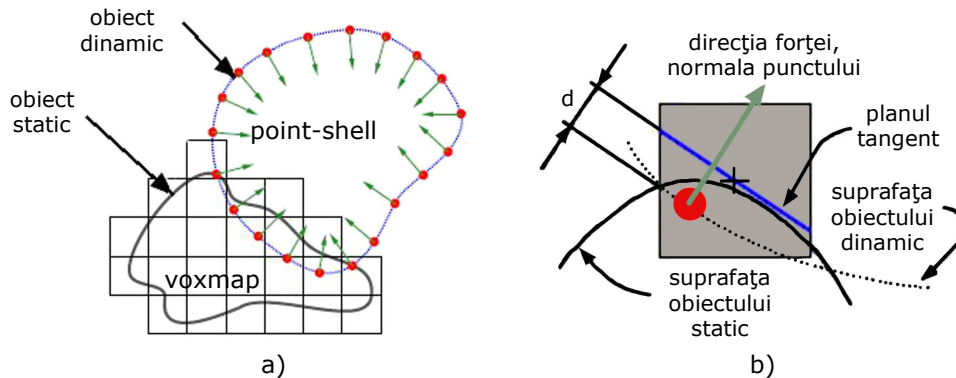 obiect
dinamic
obiect
static
point-shell
voxmap
a)
direcţia forţei,
normala punctului
d
planul
tangent
suprafaţa
obiectului
dinamic
suprafaţa
obiectului
static
b)